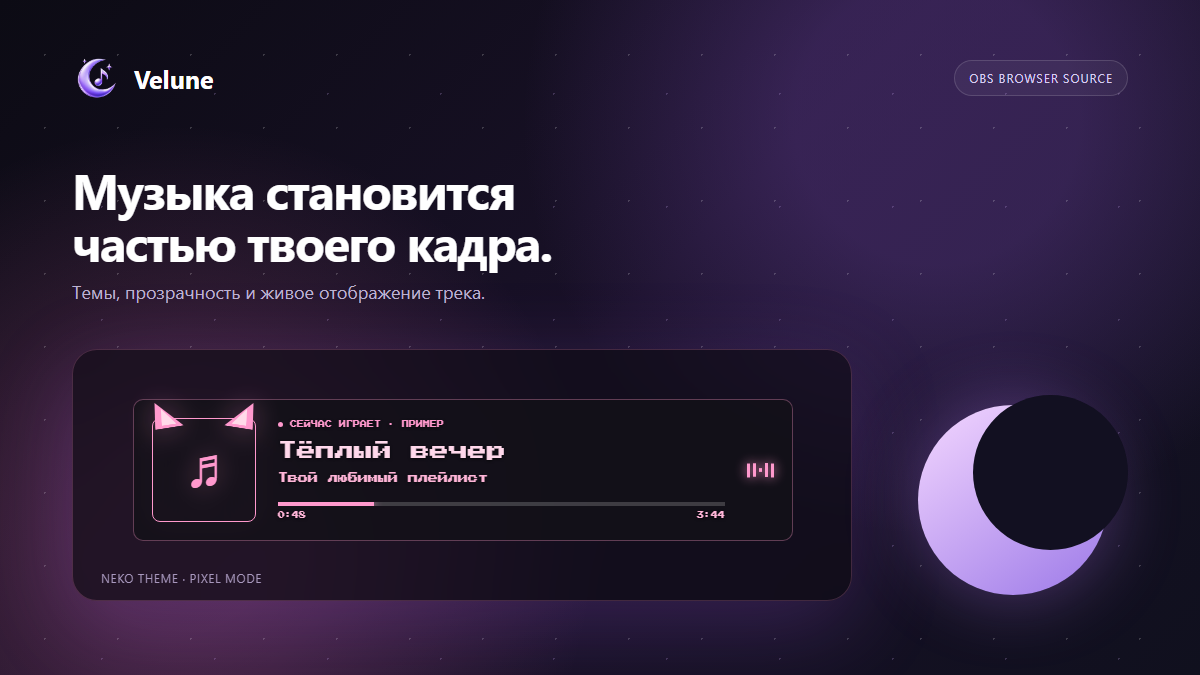 Velune
OBS BROWSER SOURCE
Музыка становится
частью твоего кадра.
Темы, прозрачность и живое отображение трека.
СЕЙЧАС ИГРАЕТ · ПРИМЕР
Тёплый вечер
Твой любимый плейлист
0:48
3:44
NEKO THEME · PIXEL MODE